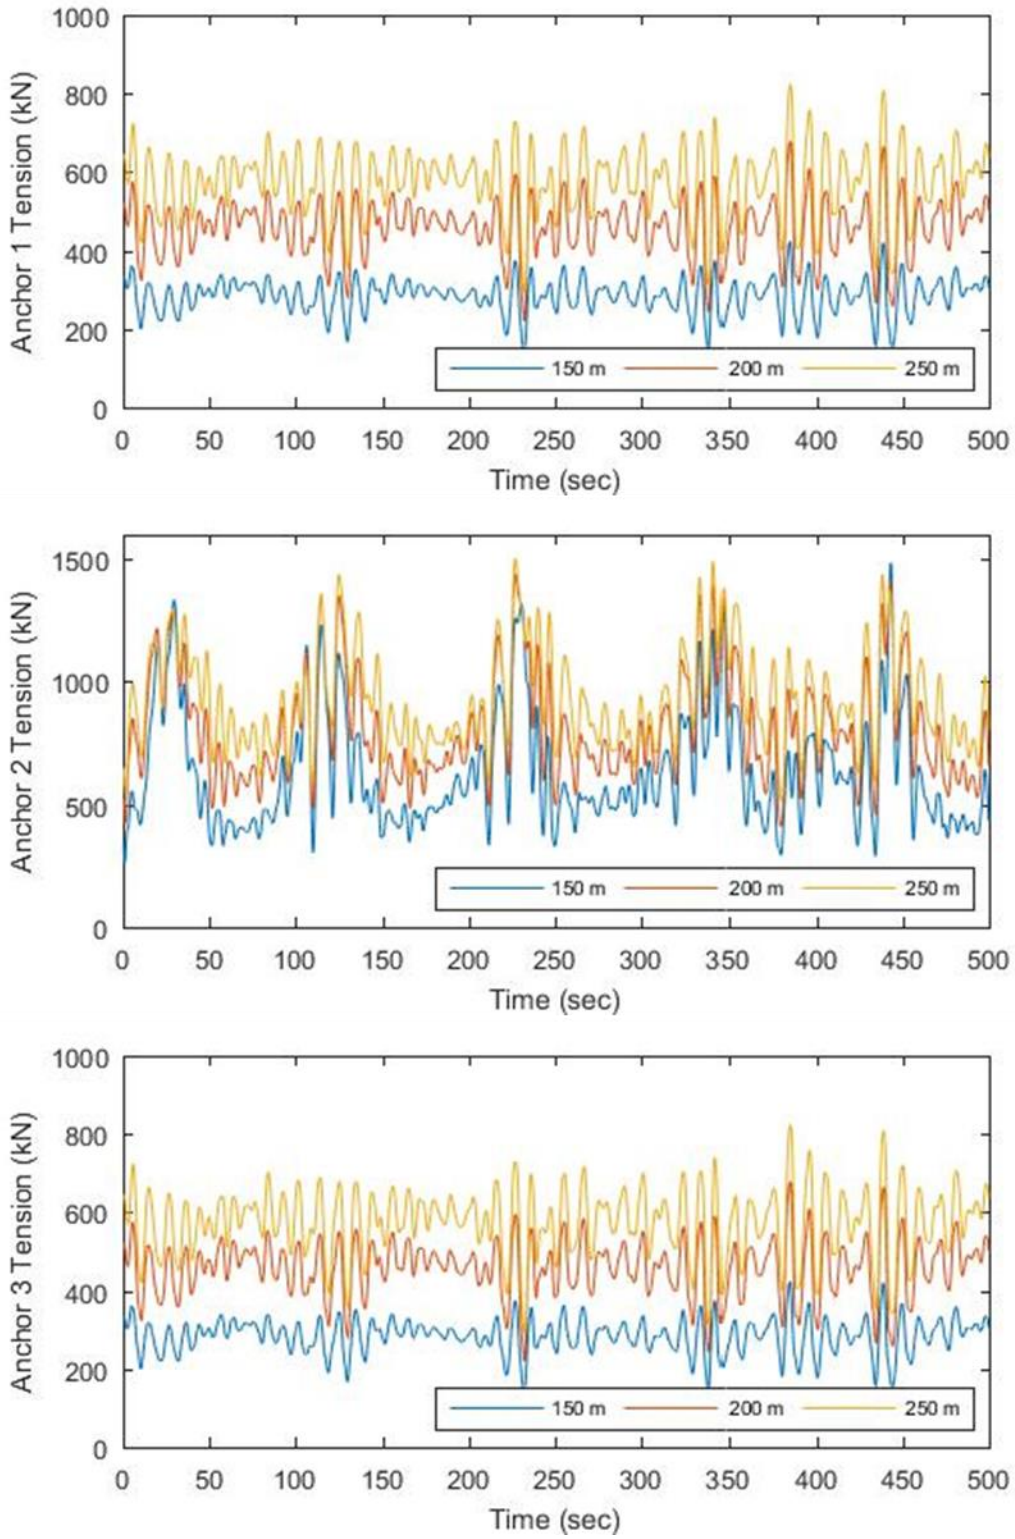 1000
800
600
400
200
0
Anchor 1 Tension (kN)
150 m 200 m 250 m
0 50 100 150 200 250 300 350 400 450 500
Time (sec)
1500
1000
500
0
Anchor 2 Tension (kN)
150 m 200 m 250 m
0 50 100 150 200 250 300 350 400 450 500
Time (sec)
1000
800
600
400
200
0
Anchor 3 Tension (kN)
150 m 200 m 250 m
0 50 100 150 200 250 300 350 400 450 500
Time (sec)